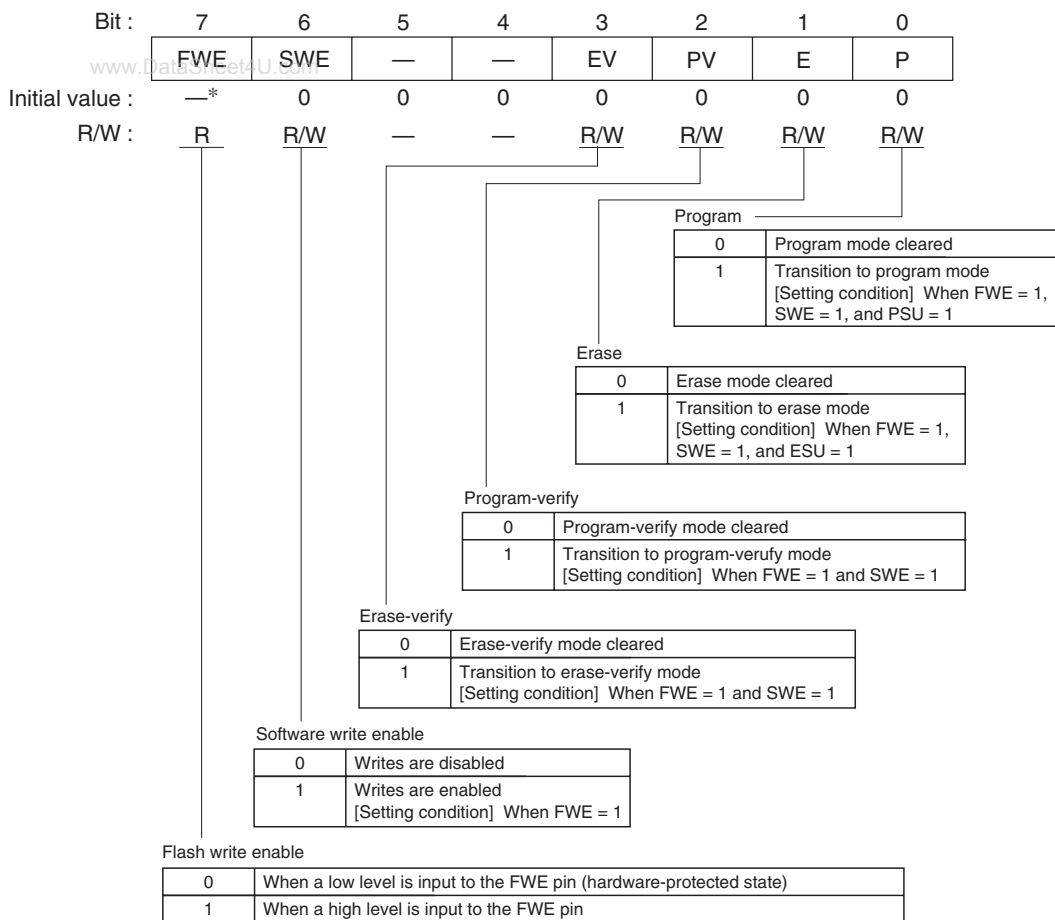 Bit : 7 6 5 4 3 2 1 0
FWE SWE — — EV PV E P
www.DataSheet4U.com
Initial value : —* 0 0 0 0 0 0 0
R/W : R R/W — — R/W R/W R/W R/W
Program
0 Program mode cleared
1 Transition to program mode
[Setting condition] When FWE = 1,
SWE = 1, and PSU = 1
Erase
0 Erase mode cleared
1 Transition to erase mode
[Setting condition] When FWE = 1,
SWE = 1, and ESU = 1
Program-verify
0 Program-verify mode cleared
1 Transition to program-verufy mode
[Setting condition] When FWE = 1 and SWE = 1
Erase-verify
0 Erase-verify mode cleared
1 Transition to erase-verify mode
[Setting condition] When FWE = 1 and SWE = 1
Software write enable
0 Writes are disabled
1 Writes are enabled
[Setting condition] When FWE = 1
Flash write enable
0 When a low level is input to the FWE pin (hardware-protected state)
1 When a high level is input to the FWE pin